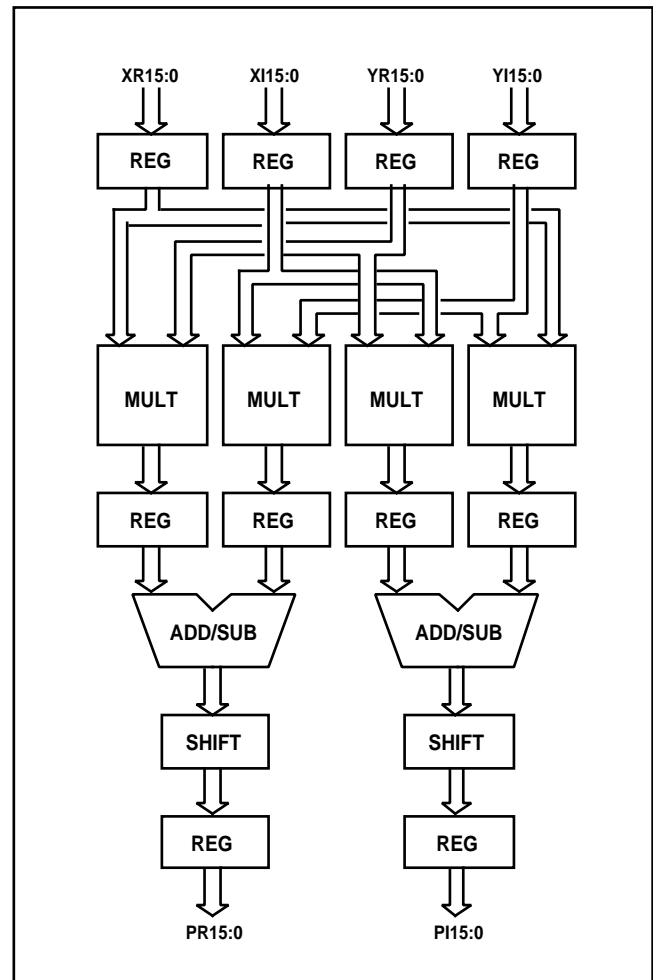 XR15:0 XI15:0 YR15:0 YI15:0
REG REG REG REG
MULT MULT MULT MULT
REG REG REG REG
ADD/SUB ADD/SUB
SHIFT SHIFT
REG REG
PR15:0 PI15:0